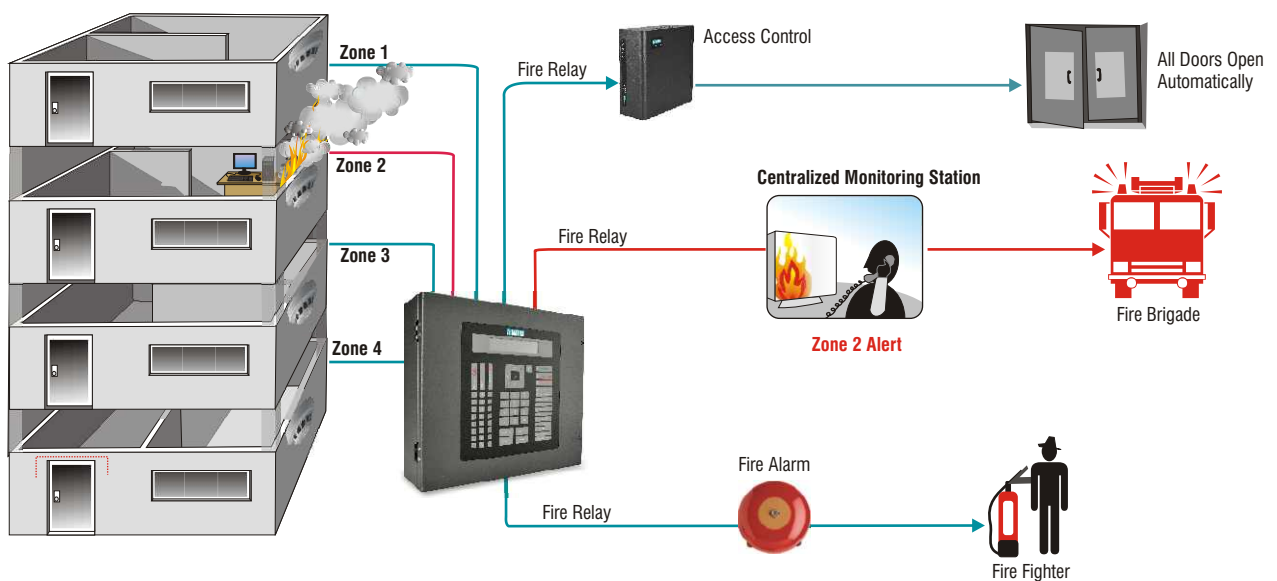 Zone 1
Fire Relay
Access Control
All Doors Open
Automatically
Zone 2
Centralized Monitoring Station
Zone 3
Fire Relay
Fire Brigade
Zone 2 Alert
Zone 4
Fire Alarm
Fire Relay
Fire Fighter